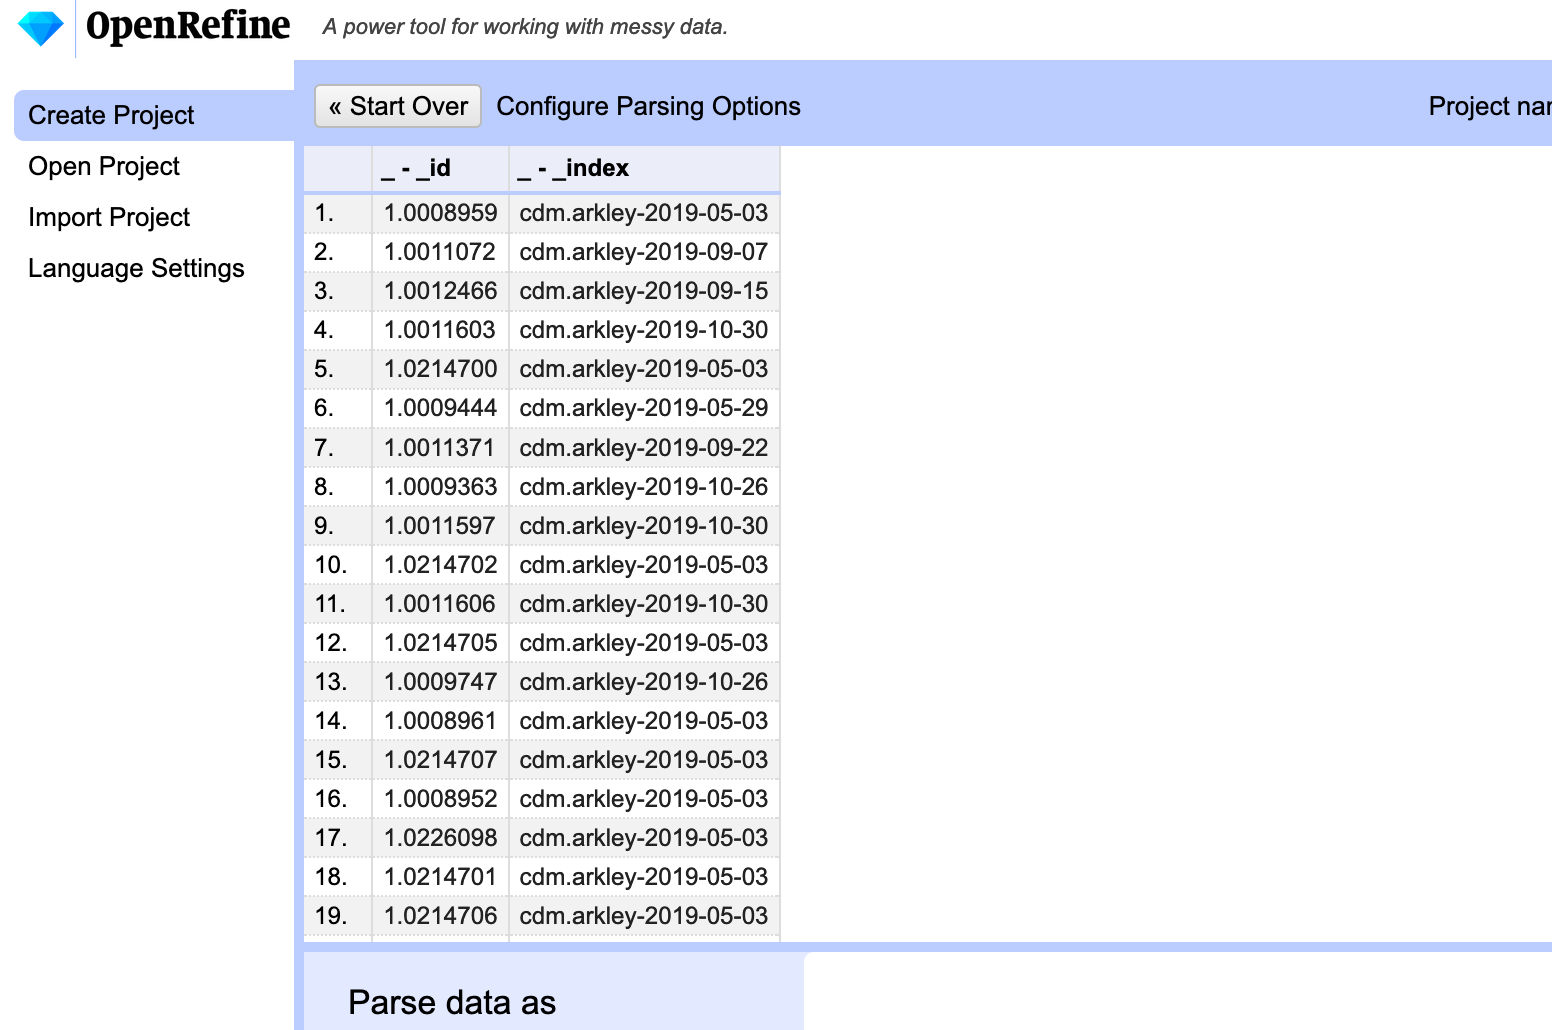 OpenRefine A power tool for working with messy data.
Create Project
Open Project
Import Project
Language Settings
« Start Over Configure Parsing Options Project nar
_ - _id _ - _index
1. 1.0008959 cdm.arkley-2019-05-03
2. 1.0011072 cdm.arkley-2019-09-07
3. 1.0012466 cdm.arkley-2019-09-15
4. 1.0011603 cdm.arkley-2019-10-30
5. 1.0214700 cdm.arkley-2019-05-03
6. 1.0009444 cdm.arkley-2019-05-29
7. 1.0011371 cdm.arkley-2019-09-22
8. 1.0009363 cdm.arkley-2019-10-26
9. 1.0011597 cdm.arkley-2019-10-30
10. 1.0214702 cdm.arkley-2019-05-03
11. 1.0011606 cdm.arkley-2019-10-30
12. 1.0214705 cdm.arkley-2019-05-03
13. 1.0009747 cdm.arkley-2019-10-26
14. 1.0008961 cdm.arkley-2019-05-03
15. 1.0214707 cdm.arkley-2019-05-03
16. 1.0008952 cdm.arkley-2019-05-03
17. 1.0226098 cdm.arkley-2019-05-03
18. 1.0214701 cdm.arkley-2019-05-03
19. 1.0214706 cdm.arkley-2019-05-03
Parse data as